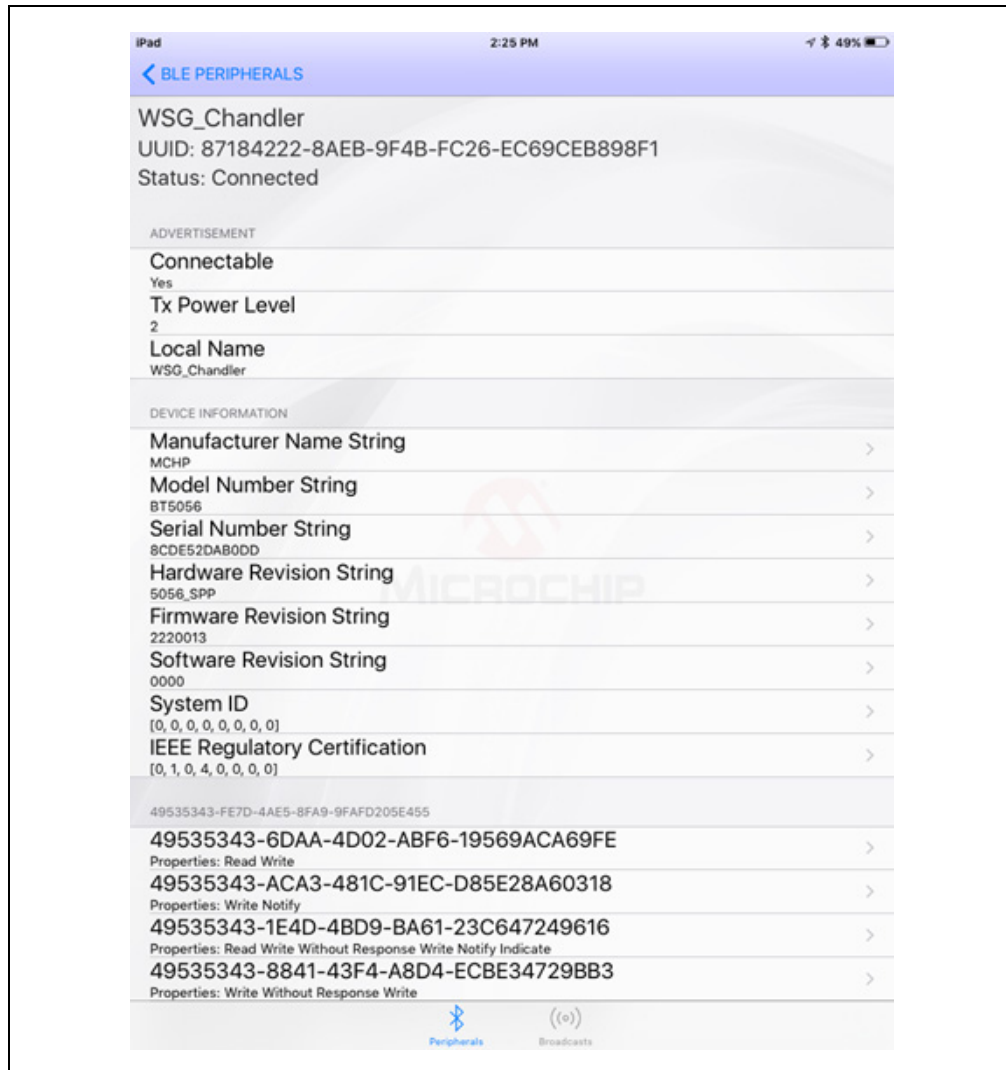 iPad 2:25 PM 49%
BLE PERIPHERALS
WSG_Chandler
UUID: 87184222-8AEB-9F4B-FC26-EC69CEB898F1
Status: Connected
ADVERTISEMENT
Connectable
Yes
Tx Power Level
2
Local Name
WSG_Chandler
DEVICE INFORMATION
Manufacturer Name String
MCHP
Model Number String
BT5056
Serial Number String
8CDE52DAB0DD
Hardware Revision String
5056_SPP
MICROCHIP
Firmware Revision String
2220013
Software Revision String
0000
System ID
[0, 0, 0, 0, 0, 0, 0, 0]
IEEE Regulatory Certification
[0, 1, 0, 4, 0, 0, 0, 0]
49535343-FE7D-4AE5-8FA9-9FAFD205E455
49535343-6DAA-4D02-ABF6-19569ACA69FE
Properties: Read Write
49535343-ACA3-481C-91EC-D85E28A60318
Properties: Write Notify
49535343-1E4D-4BD9-BA61-23C647249616
Properties: Read Write Without Response Write Notify Indicate
49535343-8841-43F4-A8D4-ECBE34729BB3
Properties: Write Without Response Write
Peripherals Broadcasts